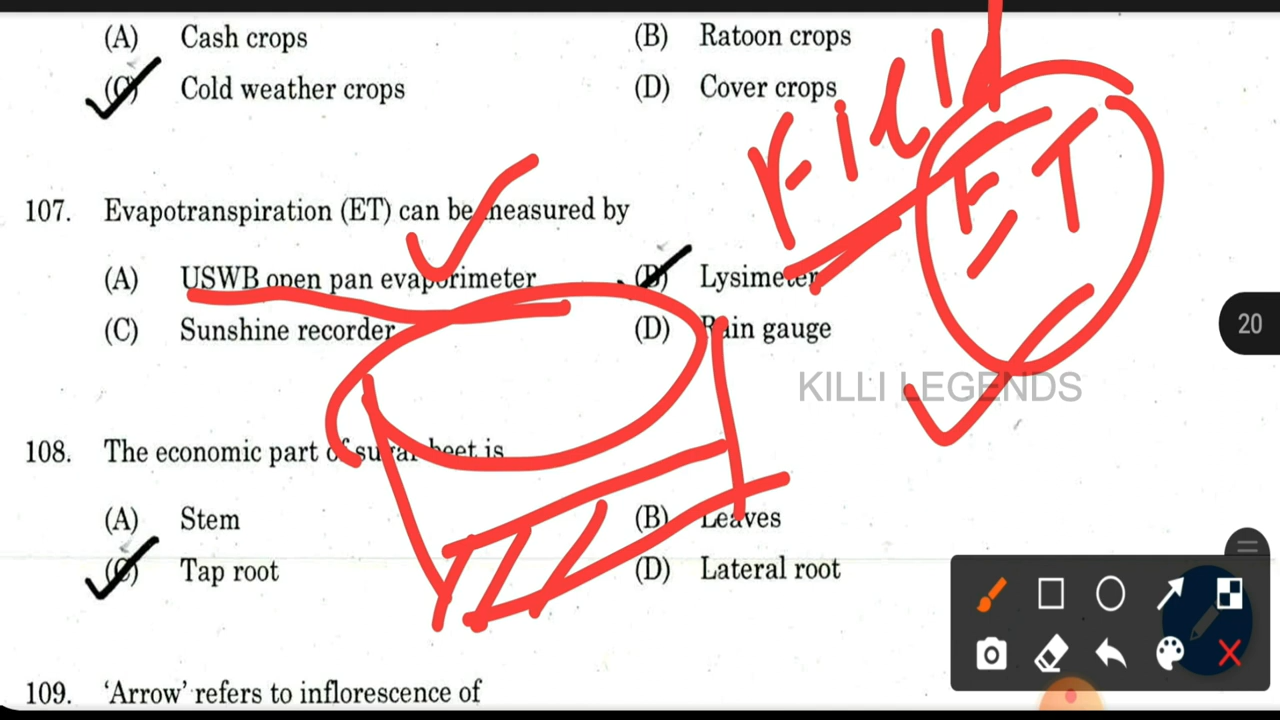 (A) Cash crops (B) Ratoon crops
(C) Cold weather crops (D) Cover crops
107. Evapotranspiration (ET) can be measured by
(A) USWB open pan evaporimeter (B) Lysimeter
(C) Sunshine recorder (D) Rain gauge
108. The economic part of sugar beet is
(A) Stem (B) Leaves
(C) Tap root (D) Lateral root
109. ‘Arrow’ refers to inflorescence of
Field
ET
KILLI LEGENDS
20